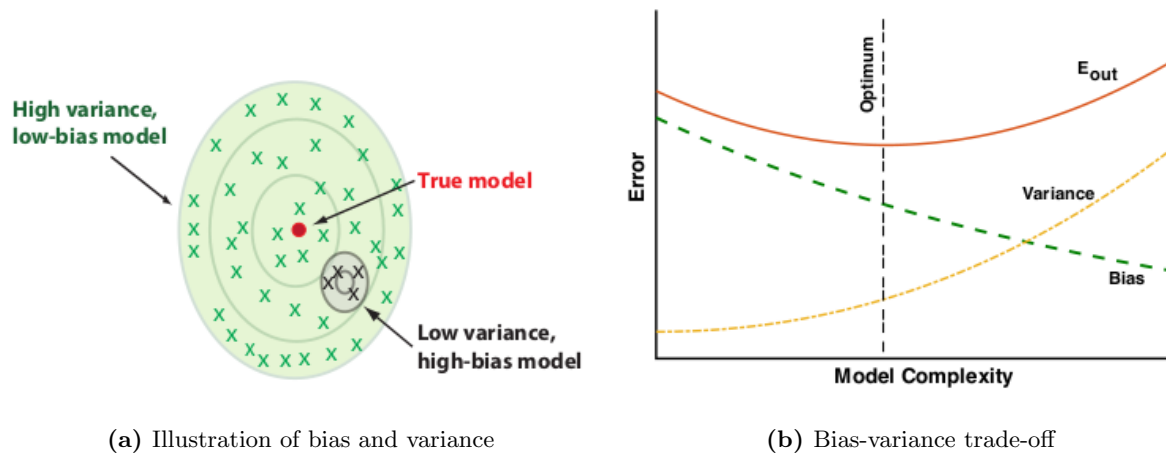 High variance,
low-bias model
True model
Low variance,
high-bias model
(a) Illustration of bias and variance
Error
Optimum
E_out
Variance
Bias
Model Complexity
(b) Bias-variance trade-off